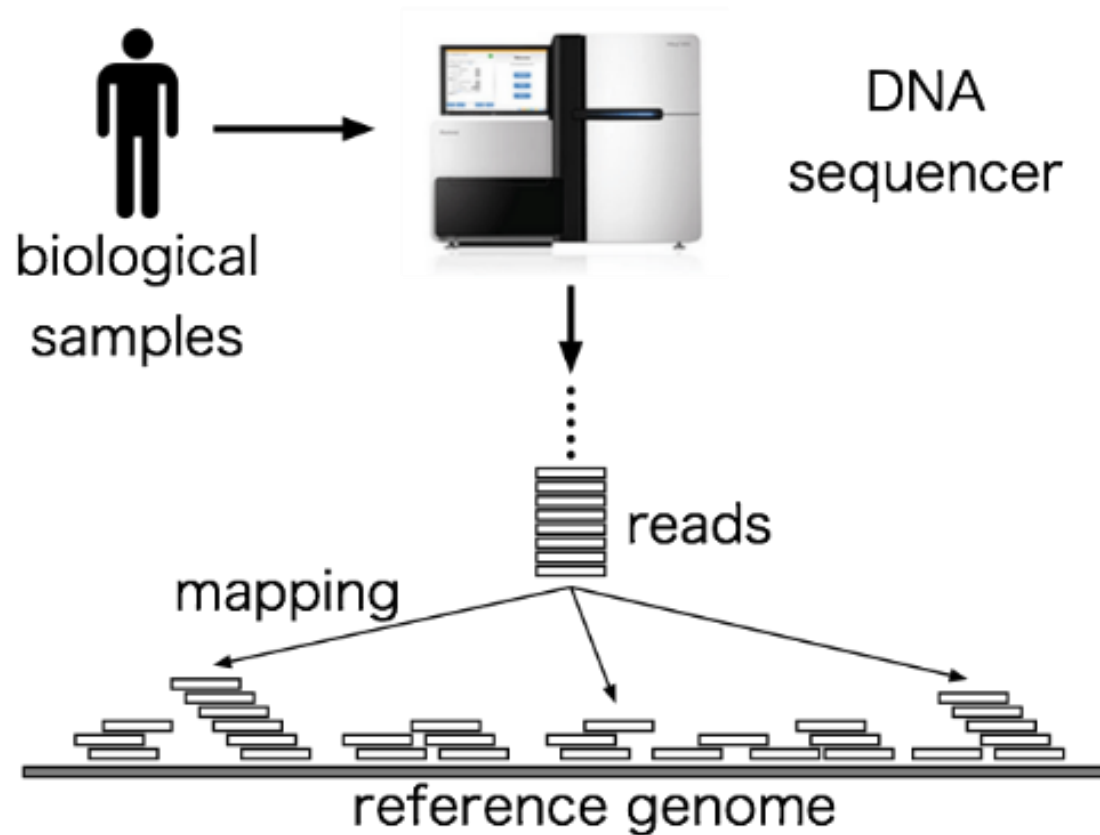 DNA
sequencer
biological
samples
reads
mapping
reference genome